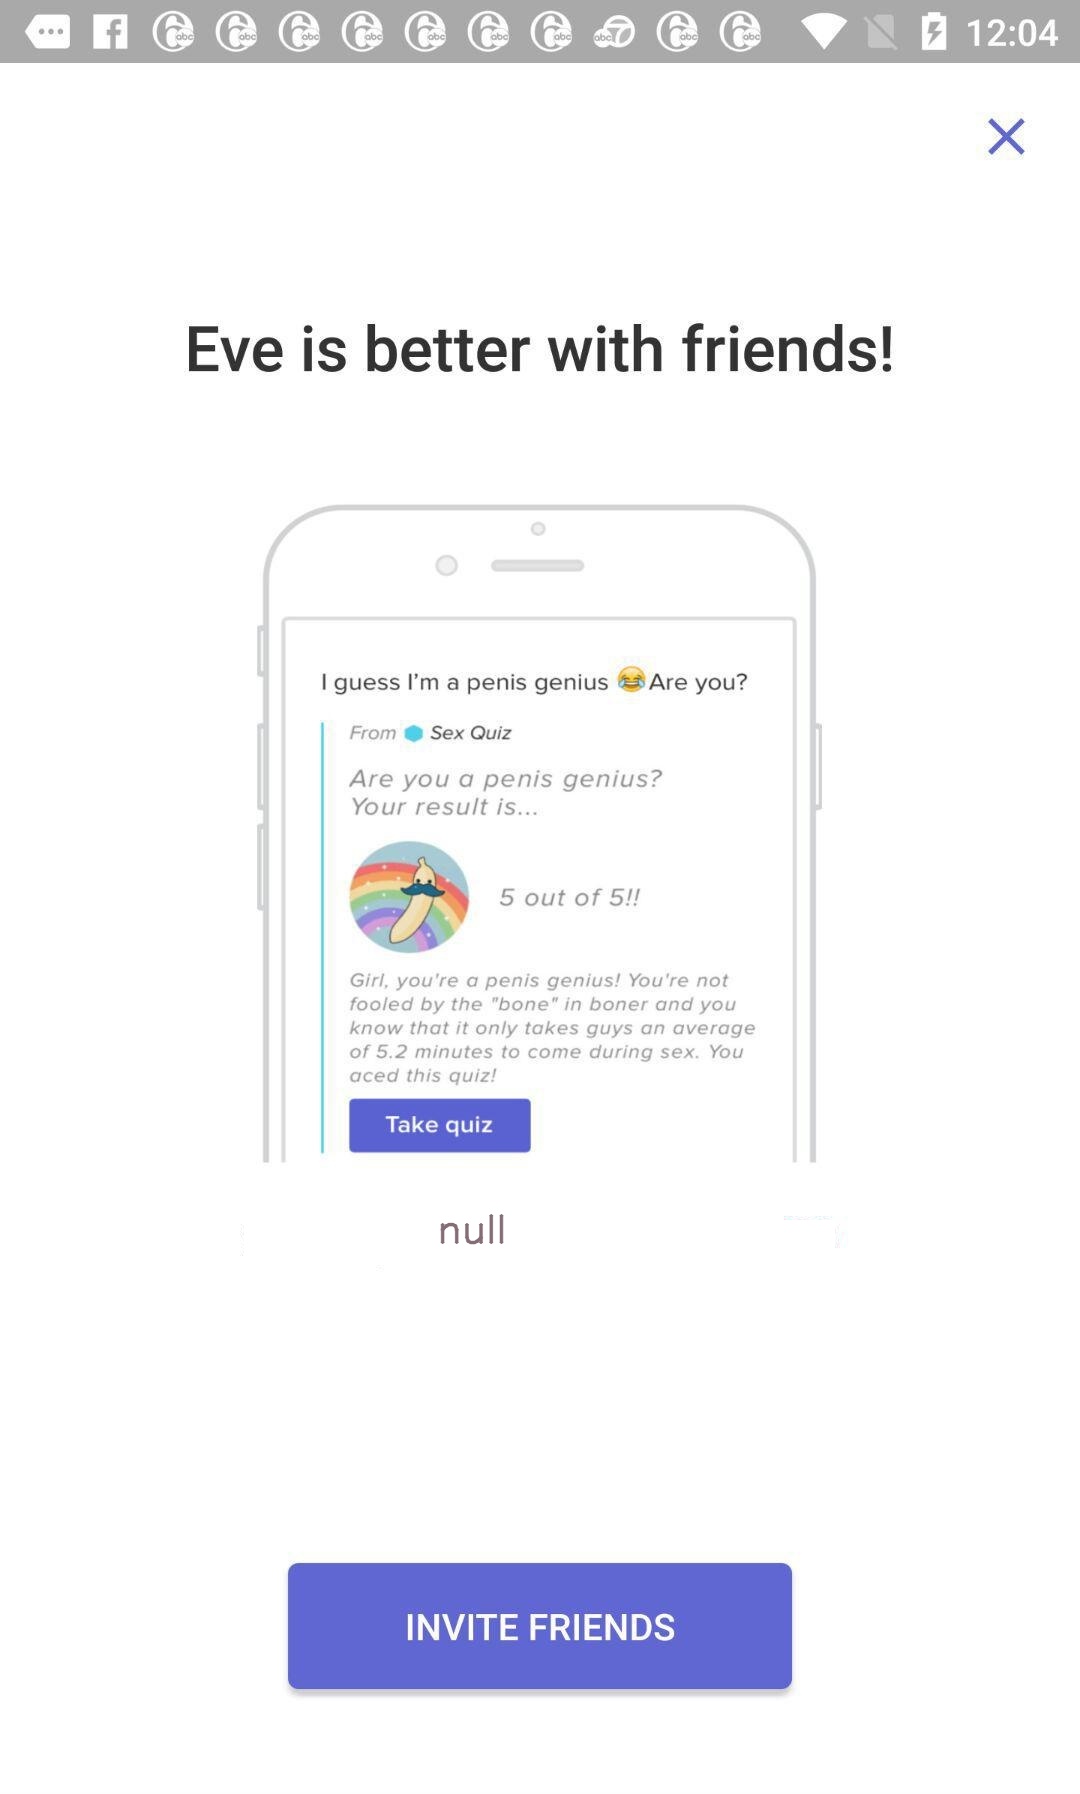 12:04
Eve is better with friends!
I guess I'm a penis genius 😂 Are you?
From Sex Quiz
Are you a penis genius?
Your result is...
5 out of 5!!
Girl, you're a penis genius! You're not
fooled by the "bone" in boner and you
know that it only takes guys an average
of 5.2 minutes to come during sex. You
aced this quiz!
Take quiz
null
INVITE FRIENDS